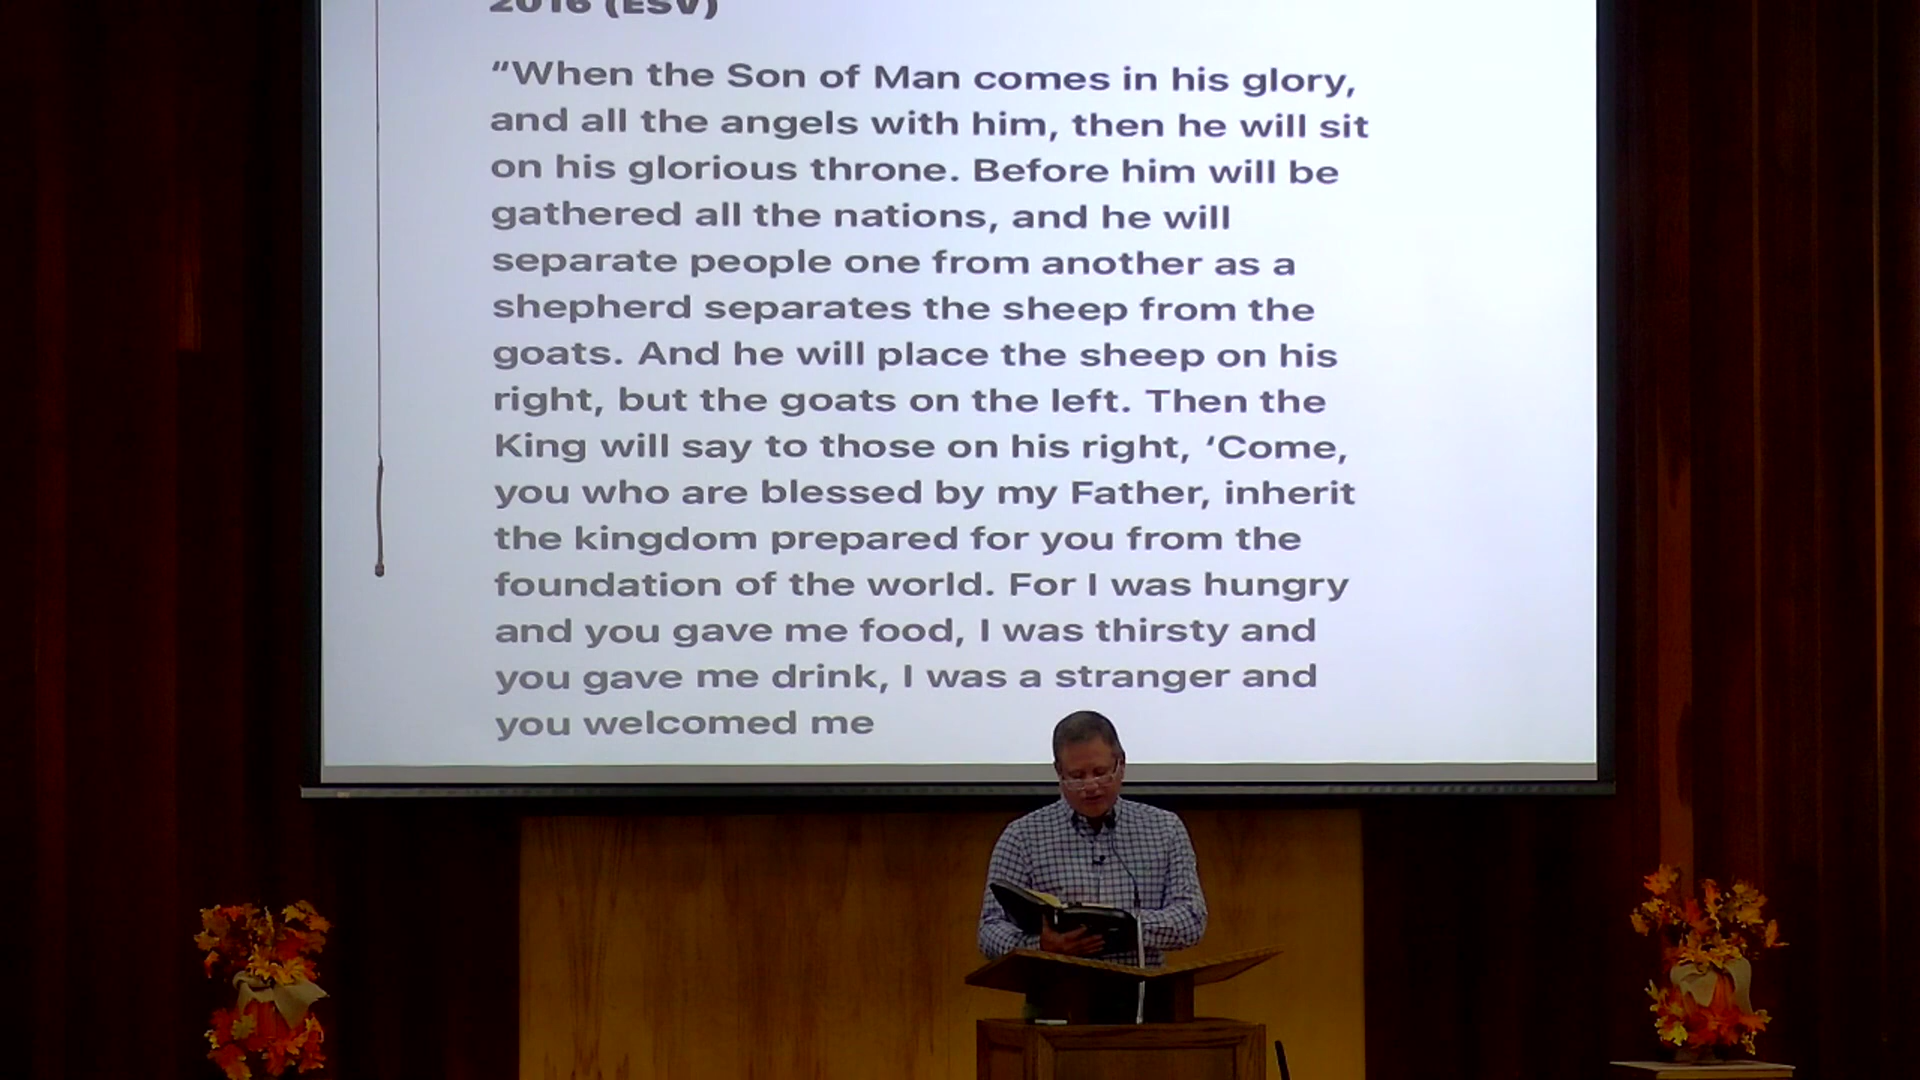 2016 (ESV)
“When the Son of Man comes in his glory,
and all the angels with him, then he will sit
on his glorious throne. Before him will be
gathered all the nations, and he will
separate people one from another as a
shepherd separates the sheep from the
goats. And he will place the sheep on his
right, but the goats on the left. Then the
King will say to those on his right, ‘Come,
you who are blessed by my Father, inherit
the kingdom prepared for you from the
foundation of the world. For I was hungry
and you gave me food, I was thirsty and
you gave me drink, I was a stranger and
you welcomed me